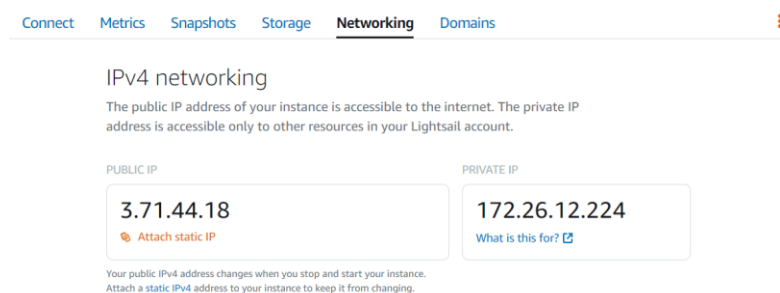 Connect Metrics Snapshots Storage Networking Domains
IPv4 networking
The public IP address of your instance is accessible to the internet. The private IP
address is accessible only to other resources in your Lightsail account.
PUBLIC IP
3.71.44.18
Attach static IP
Your public IPv4 address changes when you stop and start your instance.
Attach a static IPv4 address to your instance to keep it from changing.
PRIVATE IP
172.26.12.224
What is this for?